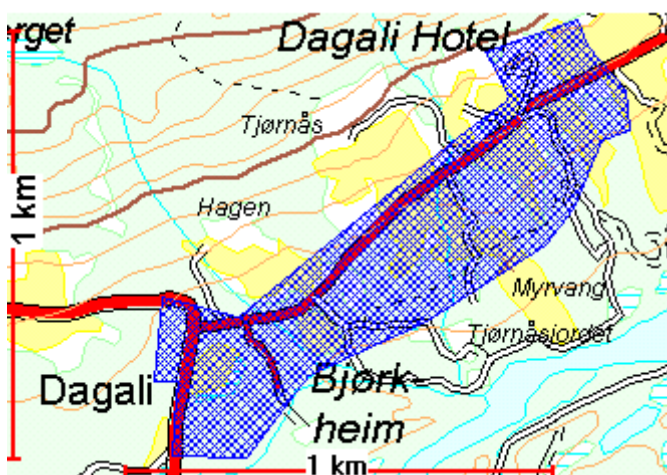 rget
Dagali Hotel
Tjørnås
Hagen
1 km
Myrvang
Tjørnåsjordet
Dagali
Bjørk
heim
1 km